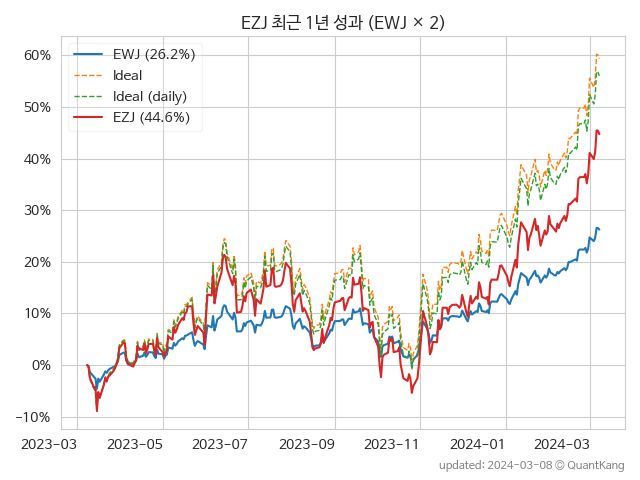 EZJ 최근 1년 성과 (EWJ × 2)
EWJ (26.2%)
Ideal
Ideal (daily)
EZJ (44.6%)
60%
50%
40%
30%
20%
10%
0%
−10%
2023−03
2023−05
2023−07
2023−09
2023−11
2024−01
2024−03
updated: 2024−03−08 © QuantKang